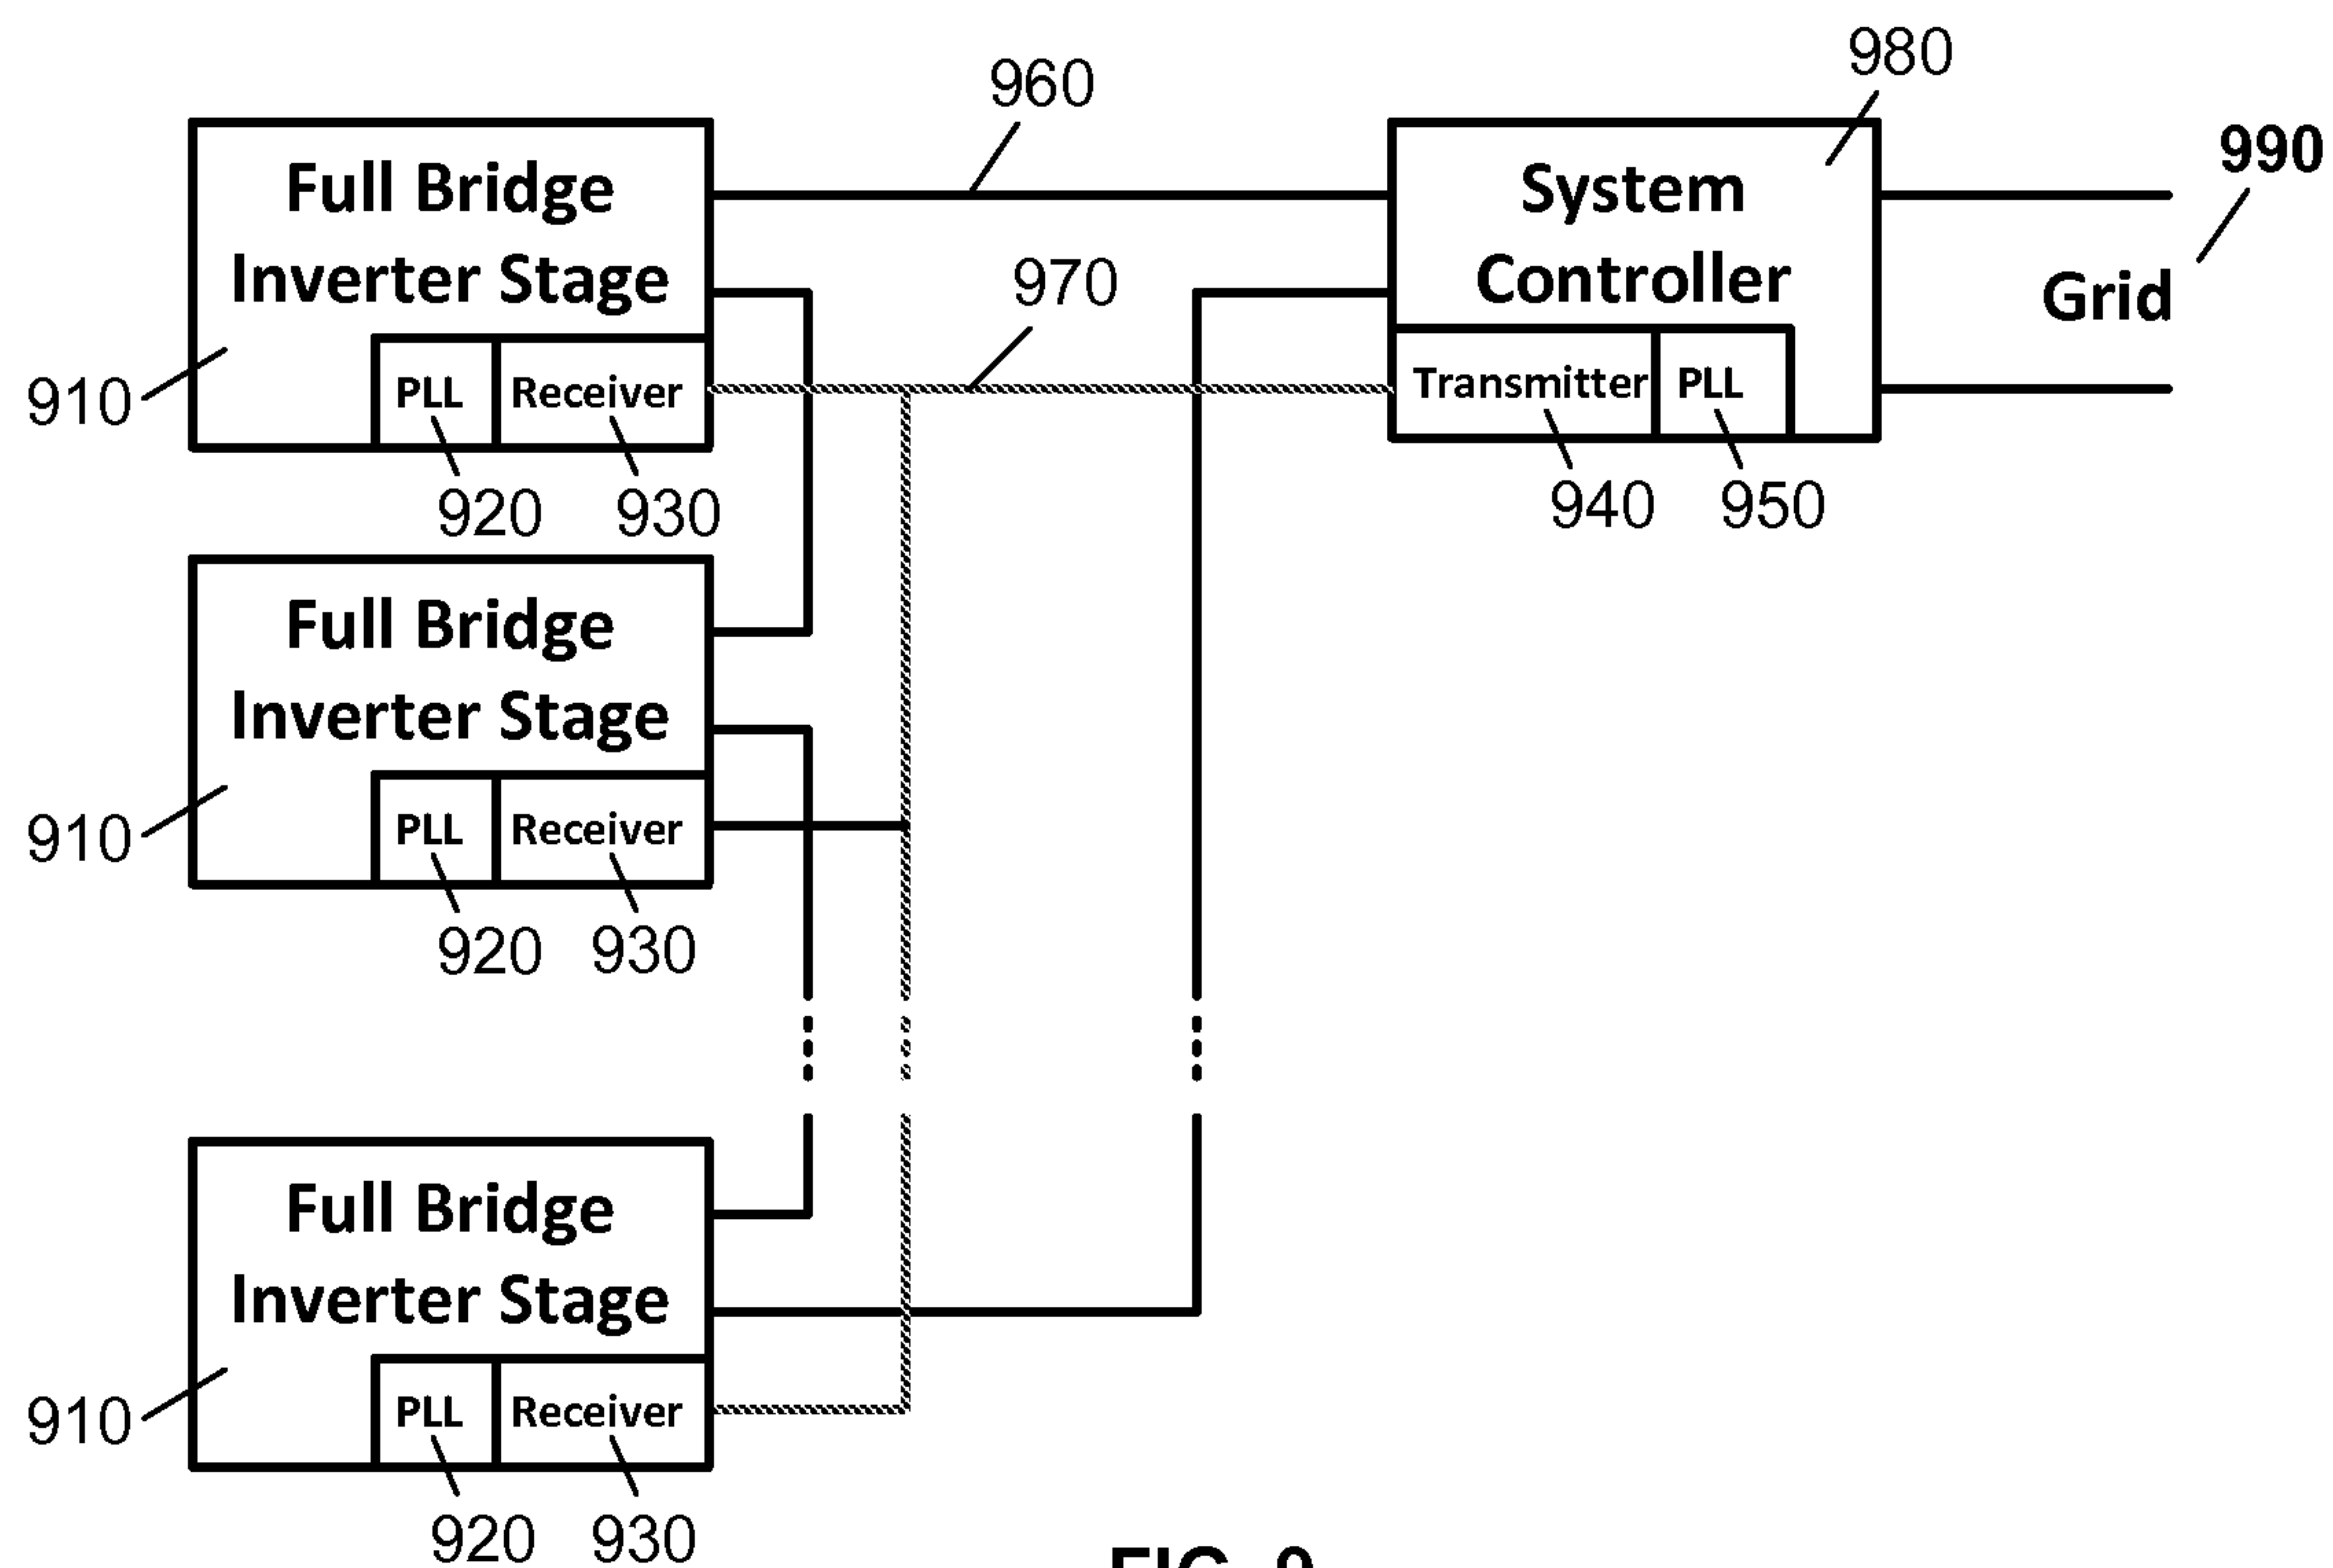 980
960
990
Full Bridge
Inverter Stage
System
Controller
970
Grid
910
PLL
Receiver
Transmitter
PLL
920
930
940
950
Full Bridge
Inverter Stage
910
PLL
Receiver
920
930
Full Bridge
Inverter Stage
910
PLL
Receiver
920
930